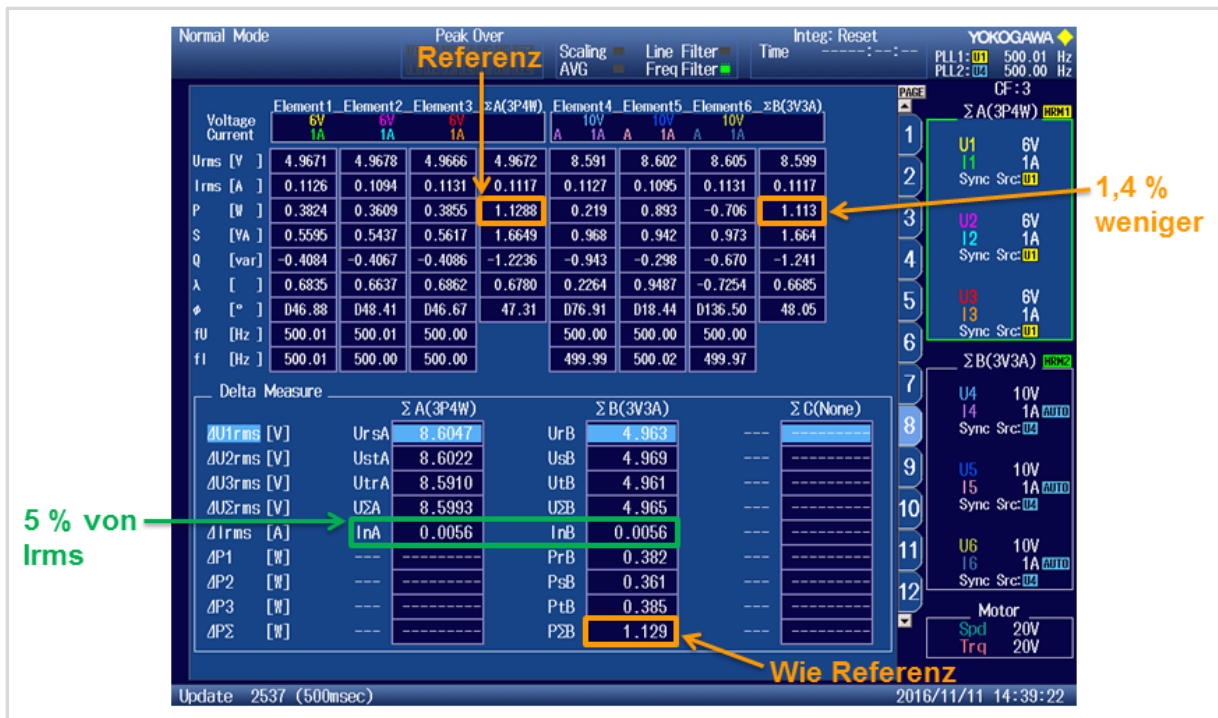 Normal Mode Peak Over Integ: Reset YOKOGAWA
Referenz Scaling Line Filter Time -----:--:-- PLL1: U1 500.01 Hz
AVG Freq Filter PLL2: U4 500.00 Hz
PAGE CF:3
Element1 Element2 Element3 ΣA(3P4W) Element4 Element5 Element6 ΣB(3V3A)
Voltage 6V 6V 6V 10V 10V 10V
Current 1A 1A 1A A 1A A 1A A 1A
Urms [V ] 4.9671 4.9678 4.9666 4.9672 8.591 8.602 8.605 8.599
Irms [A ] 0.1126 0.1094 0.1131 0.1117 0.1127 0.1095 0.1131 0.1117
P [W ] 0.3824 0.3609 0.3855 1.1288 0.219 0.893 -0.706 1.113
S [VA ] 0.5595 0.5437 0.5617 1.6649 0.968 0.942 0.973 1.664
Q [var] -0.4084 -0.4067 -0.4086 -1.2236 -0.943 -0.298 -0.670 -1.241
λ [ ] 0.6835 0.6637 0.6862 0.6780 0.2264 0.9487 -0.7254 0.6685
φ [° ] D46.88 D48.41 D46.67 47.31 D76.91 D18.44 D136.50 48.05
fU [Hz ] 500.01 500.01 500.00 500.00 500.00 500.00
fI [Hz ] 500.01 500.00 500.00 499.99 500.02 499.97
1,4 %
weniger
Delta Measure
Σ A(3P4W) Σ B(3V3A) Σ C(None)
ΔU1rms [V] UrsA 8.6047 UrB 4.963 --- ---------
ΔU2rms [V] UstA 8.6022 UsB 4.969 --- ---------
ΔU3rms [V] UtrA 8.5910 UtB 4.961 --- ---------
ΔUΣrms [V] UΣA 8.5993 UΣB 4.965 --- ---------
ΔIrms [A] InA 0.0056 InB 0.0056 --- ---------
ΔP1 [W] --- --------- PrB 0.382 --- ---------
ΔP2 [W] --- --------- PsB 0.361 --- ---------
ΔP3 [W] --- --------- PtB 0.385 --- ---------
ΔPΣ [W] --- --------- PΣB 1.129 --- ---------
5 % von
Irms
Wie Referenz
1
2
3
4
5
6
7
8
9
10
11
12
Σ A(3P4W) HRM1
U1 6V
I1 1A
Sync Src: U1
U2 6V
I2 1A
Sync Src: U1
U3 6V
I3 1A
Sync Src: U1
Σ B(3V3A) HRM2
U4 10V
I4 1A AUTO
Sync Src: U4
U5 10V
I5 1A AUTO
Sync Src: U4
U6 10V
I6 1A AUTO
Sync Src: U4
Motor
Spd 20V
Trq 20V
Update 2537 (500msec) 2016/11/11 14:39:22